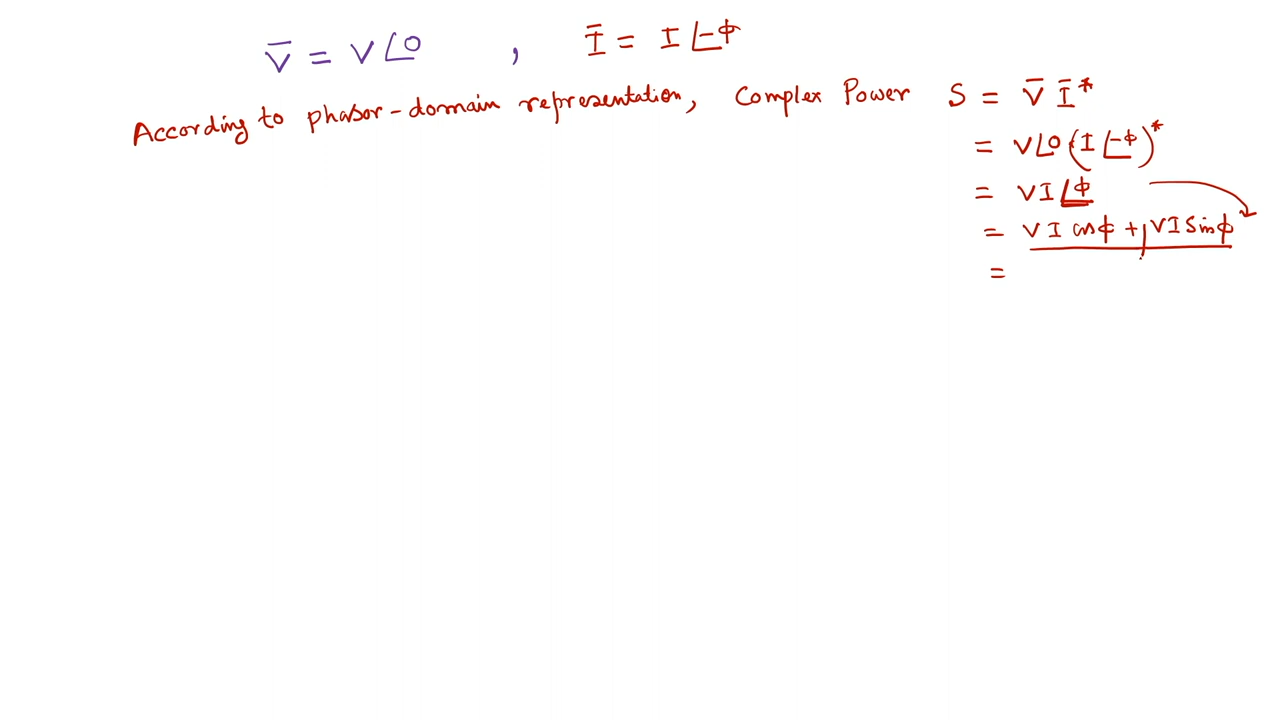 V̄ = V∠0 , Ī = I∠-ϕ
According to phasor-domain representation, Complex Power S = V̄ Ī*
= V∠0 (I∠-ϕ)*
= VI∠ϕ
= VI cosϕ + jVI Sinϕ
=